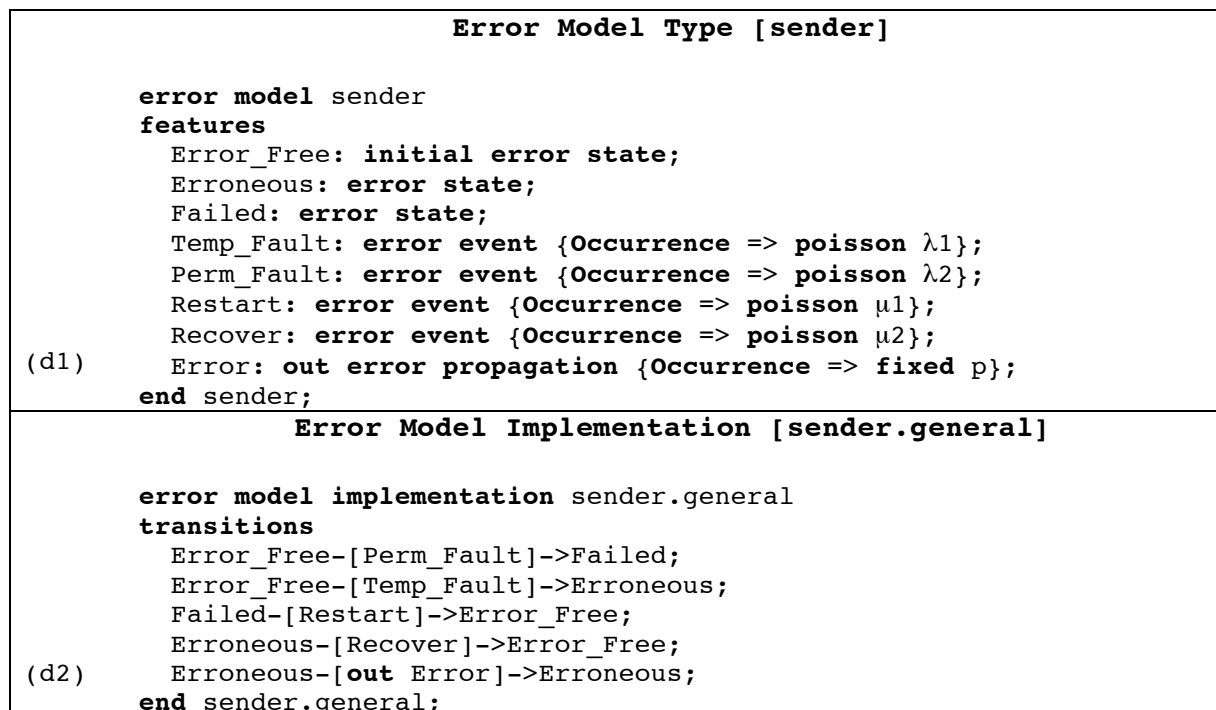 Error Model Type [sender]
error model sender
features
Error_Free: initial error state;
Erroneous: error state;
Failed: error state;
Temp_Fault: error event {Occurrence => poisson λ1};
Perm_Fault: error event {Occurrence => poisson λ2};
Restart: error event {Occurrence => poisson μ1};
Recover: error event {Occurrence => poisson μ2};
(d1) Error: out error propagation {Occurrence => fixed p};
end sender;
Error Model Implementation [sender.general]
error model implementation sender.general
transitions
Error_Free-[Perm_Fault]->Failed;
Error_Free-[Temp_Fault]->Erroneous;
Failed-[Restart]->Error_Free;
Erroneous-[Recover]->Error_Free;
(d2) Erroneous-[out Error]->Erroneous;
end sender.general;